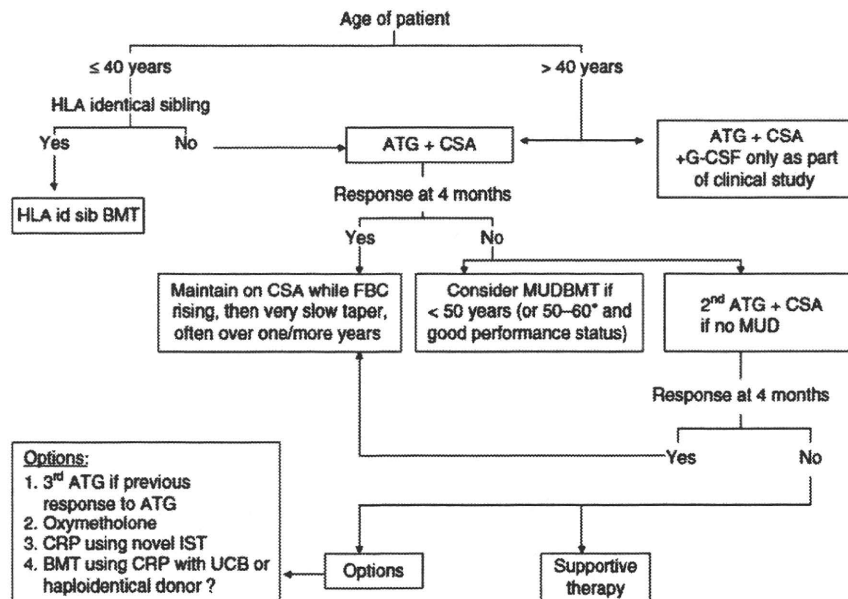 Age of patient
≤ 40 years
> 40 years
HLA identical sibling
Yes
No
ATG + CSA
ATG + CSA
+G-CSF only as part
of clinical study
HLA id sib BMT
Response at 4 months
Yes
No
Maintain on CSA while FBC
rising, then very slow taper,
often over one/more years
Consider MUDBMT if
< 50 years (or 50–60* and
good performance status)
2nd ATG + CSA
if no MUD
Response at 4 months
Yes
No
Options:
1. 3rd ATG if previous
response to ATG
2. Oxymetholone
3. CRP using novel IST
4. BMT using CRP with UCB or
haploidentical donor ?
Options
Supportive
therapy